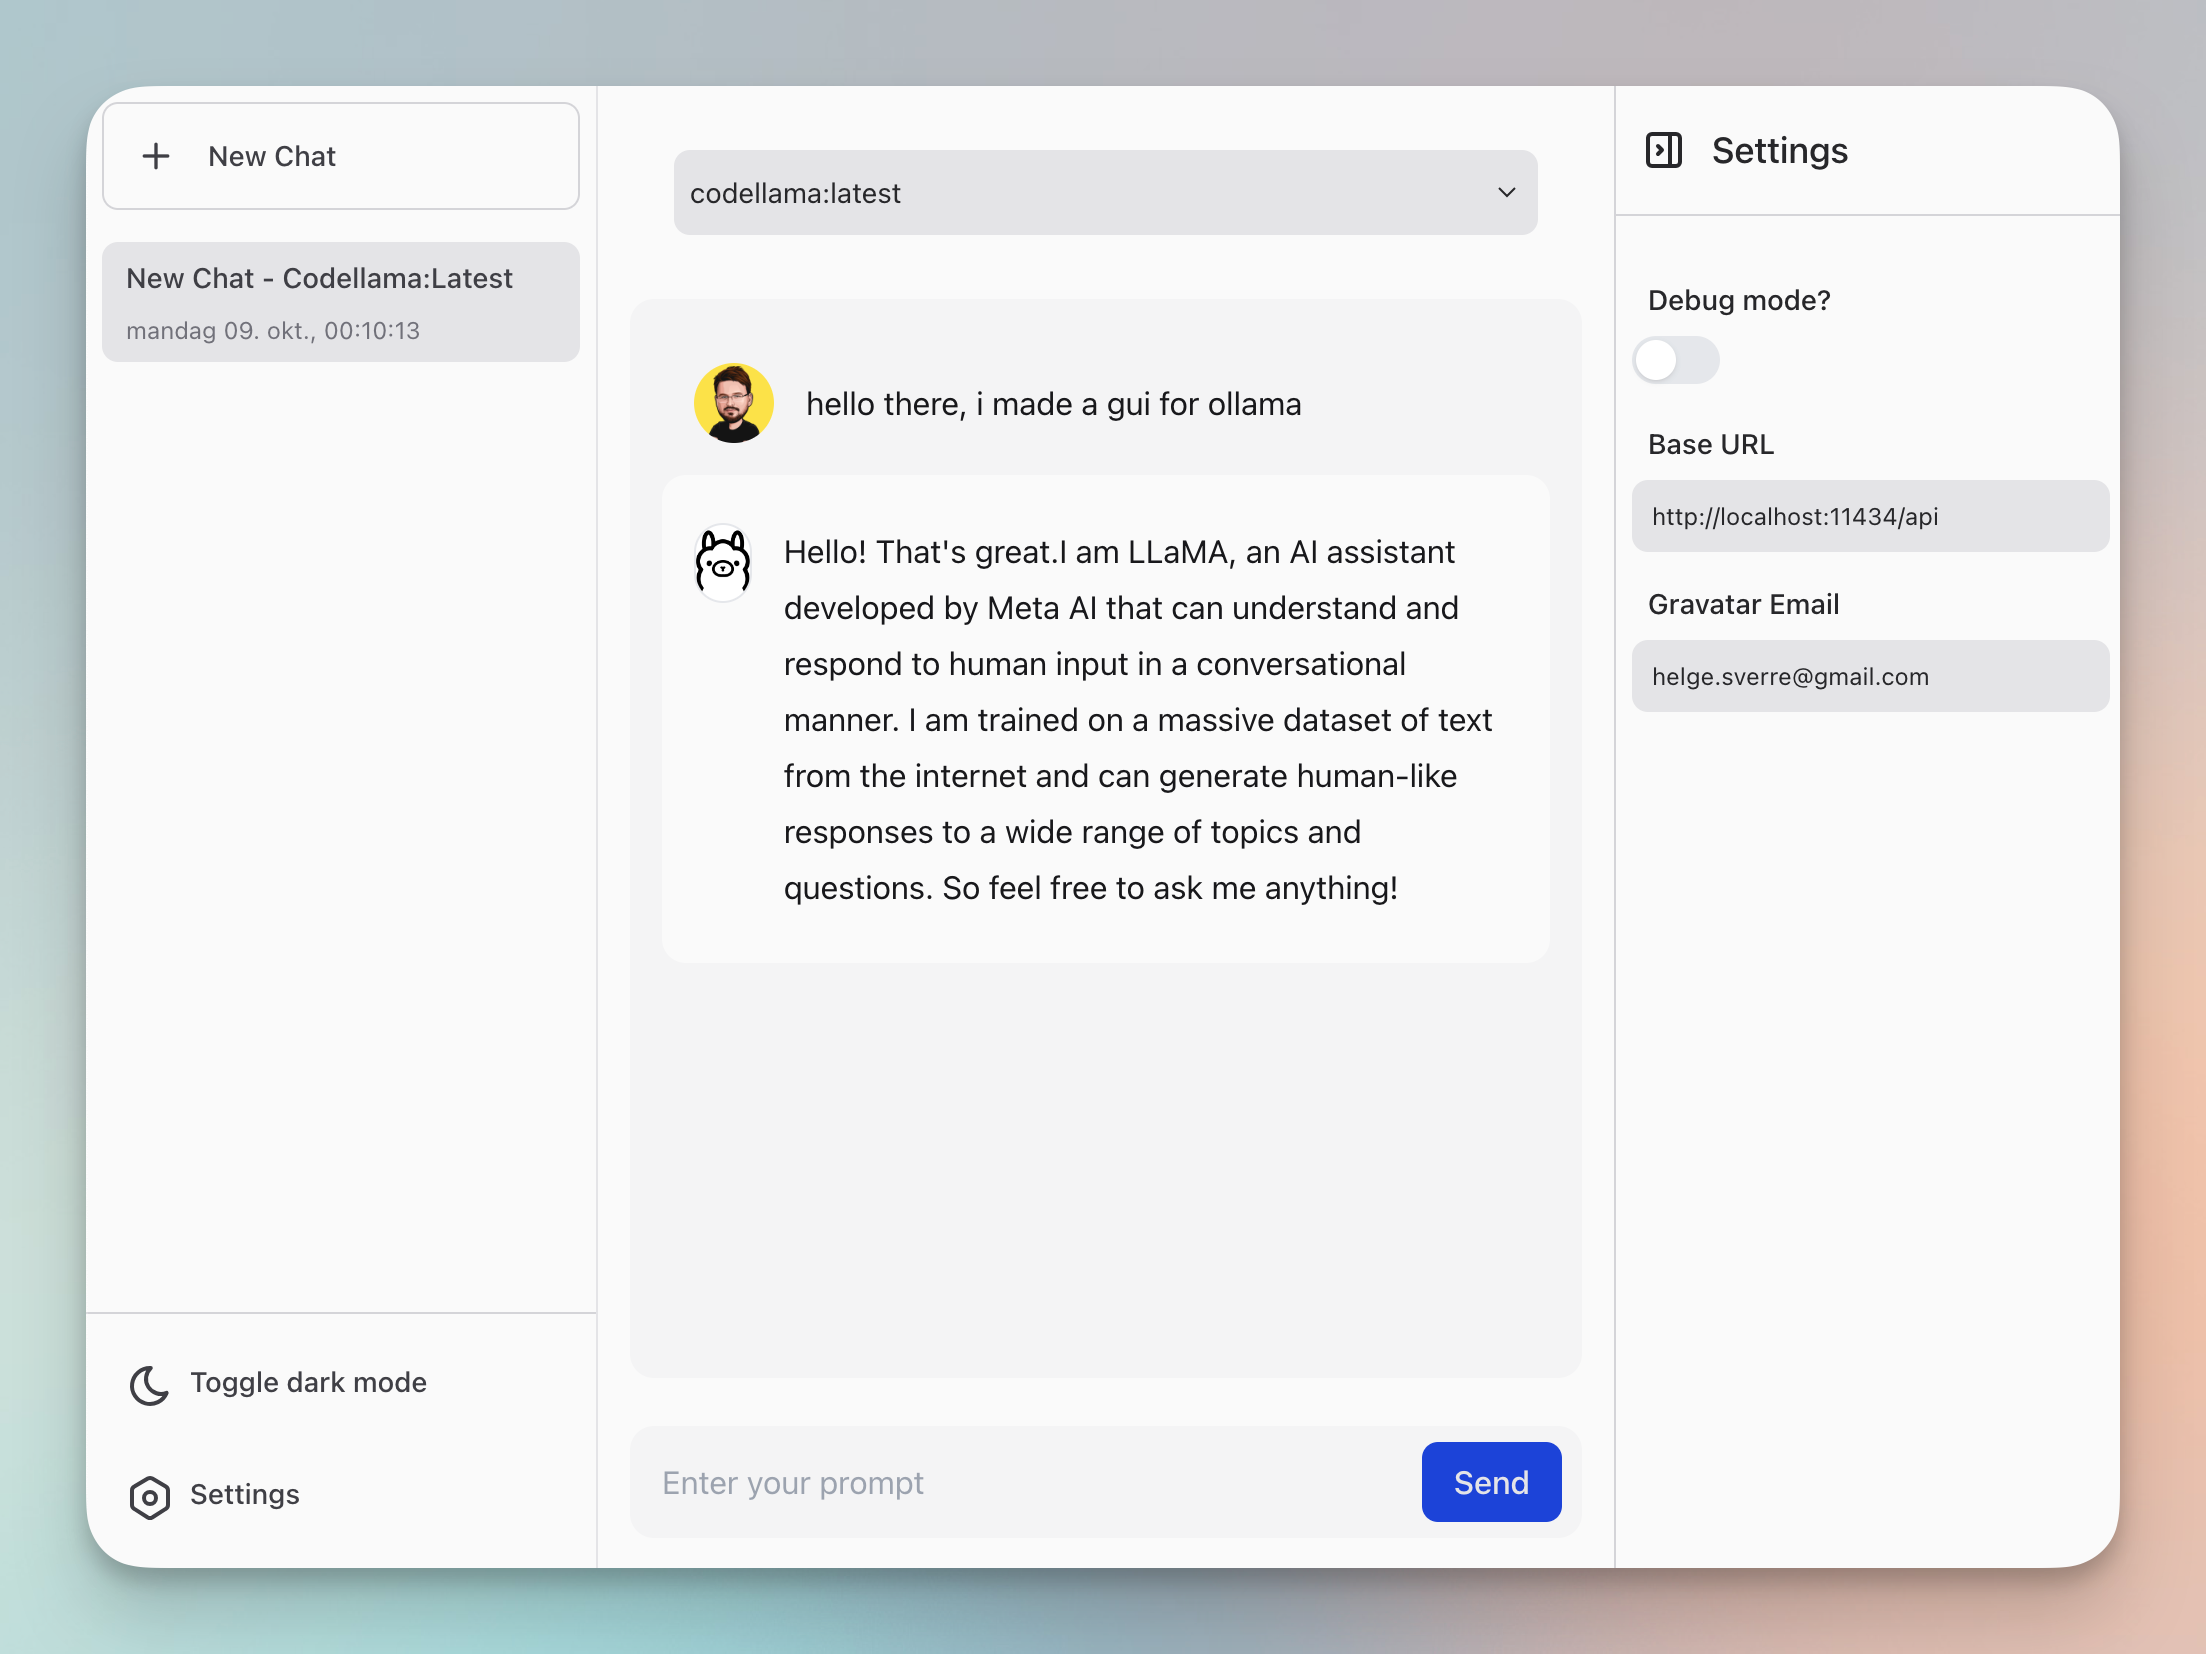 New Chat
New Chat - Codellama:Latest
mandag 09. okt., 00:10:13
Toggle dark mode
Settings
codellama:latest
hello there, i made a gui for ollama
Hello! That's great.I am LLaMA, an AI assistant
developed by Meta AI that can understand and
respond to human input in a conversational
manner. I am trained on a massive dataset of text
from the internet and can generate human-like
responses to a wide range of topics and
questions. So feel free to ask me anything!
Enter your prompt
Send
Settings
Debug mode?
Base URL
http://localhost:11434/api
Gravatar Email
helge.sverre@gmail.com